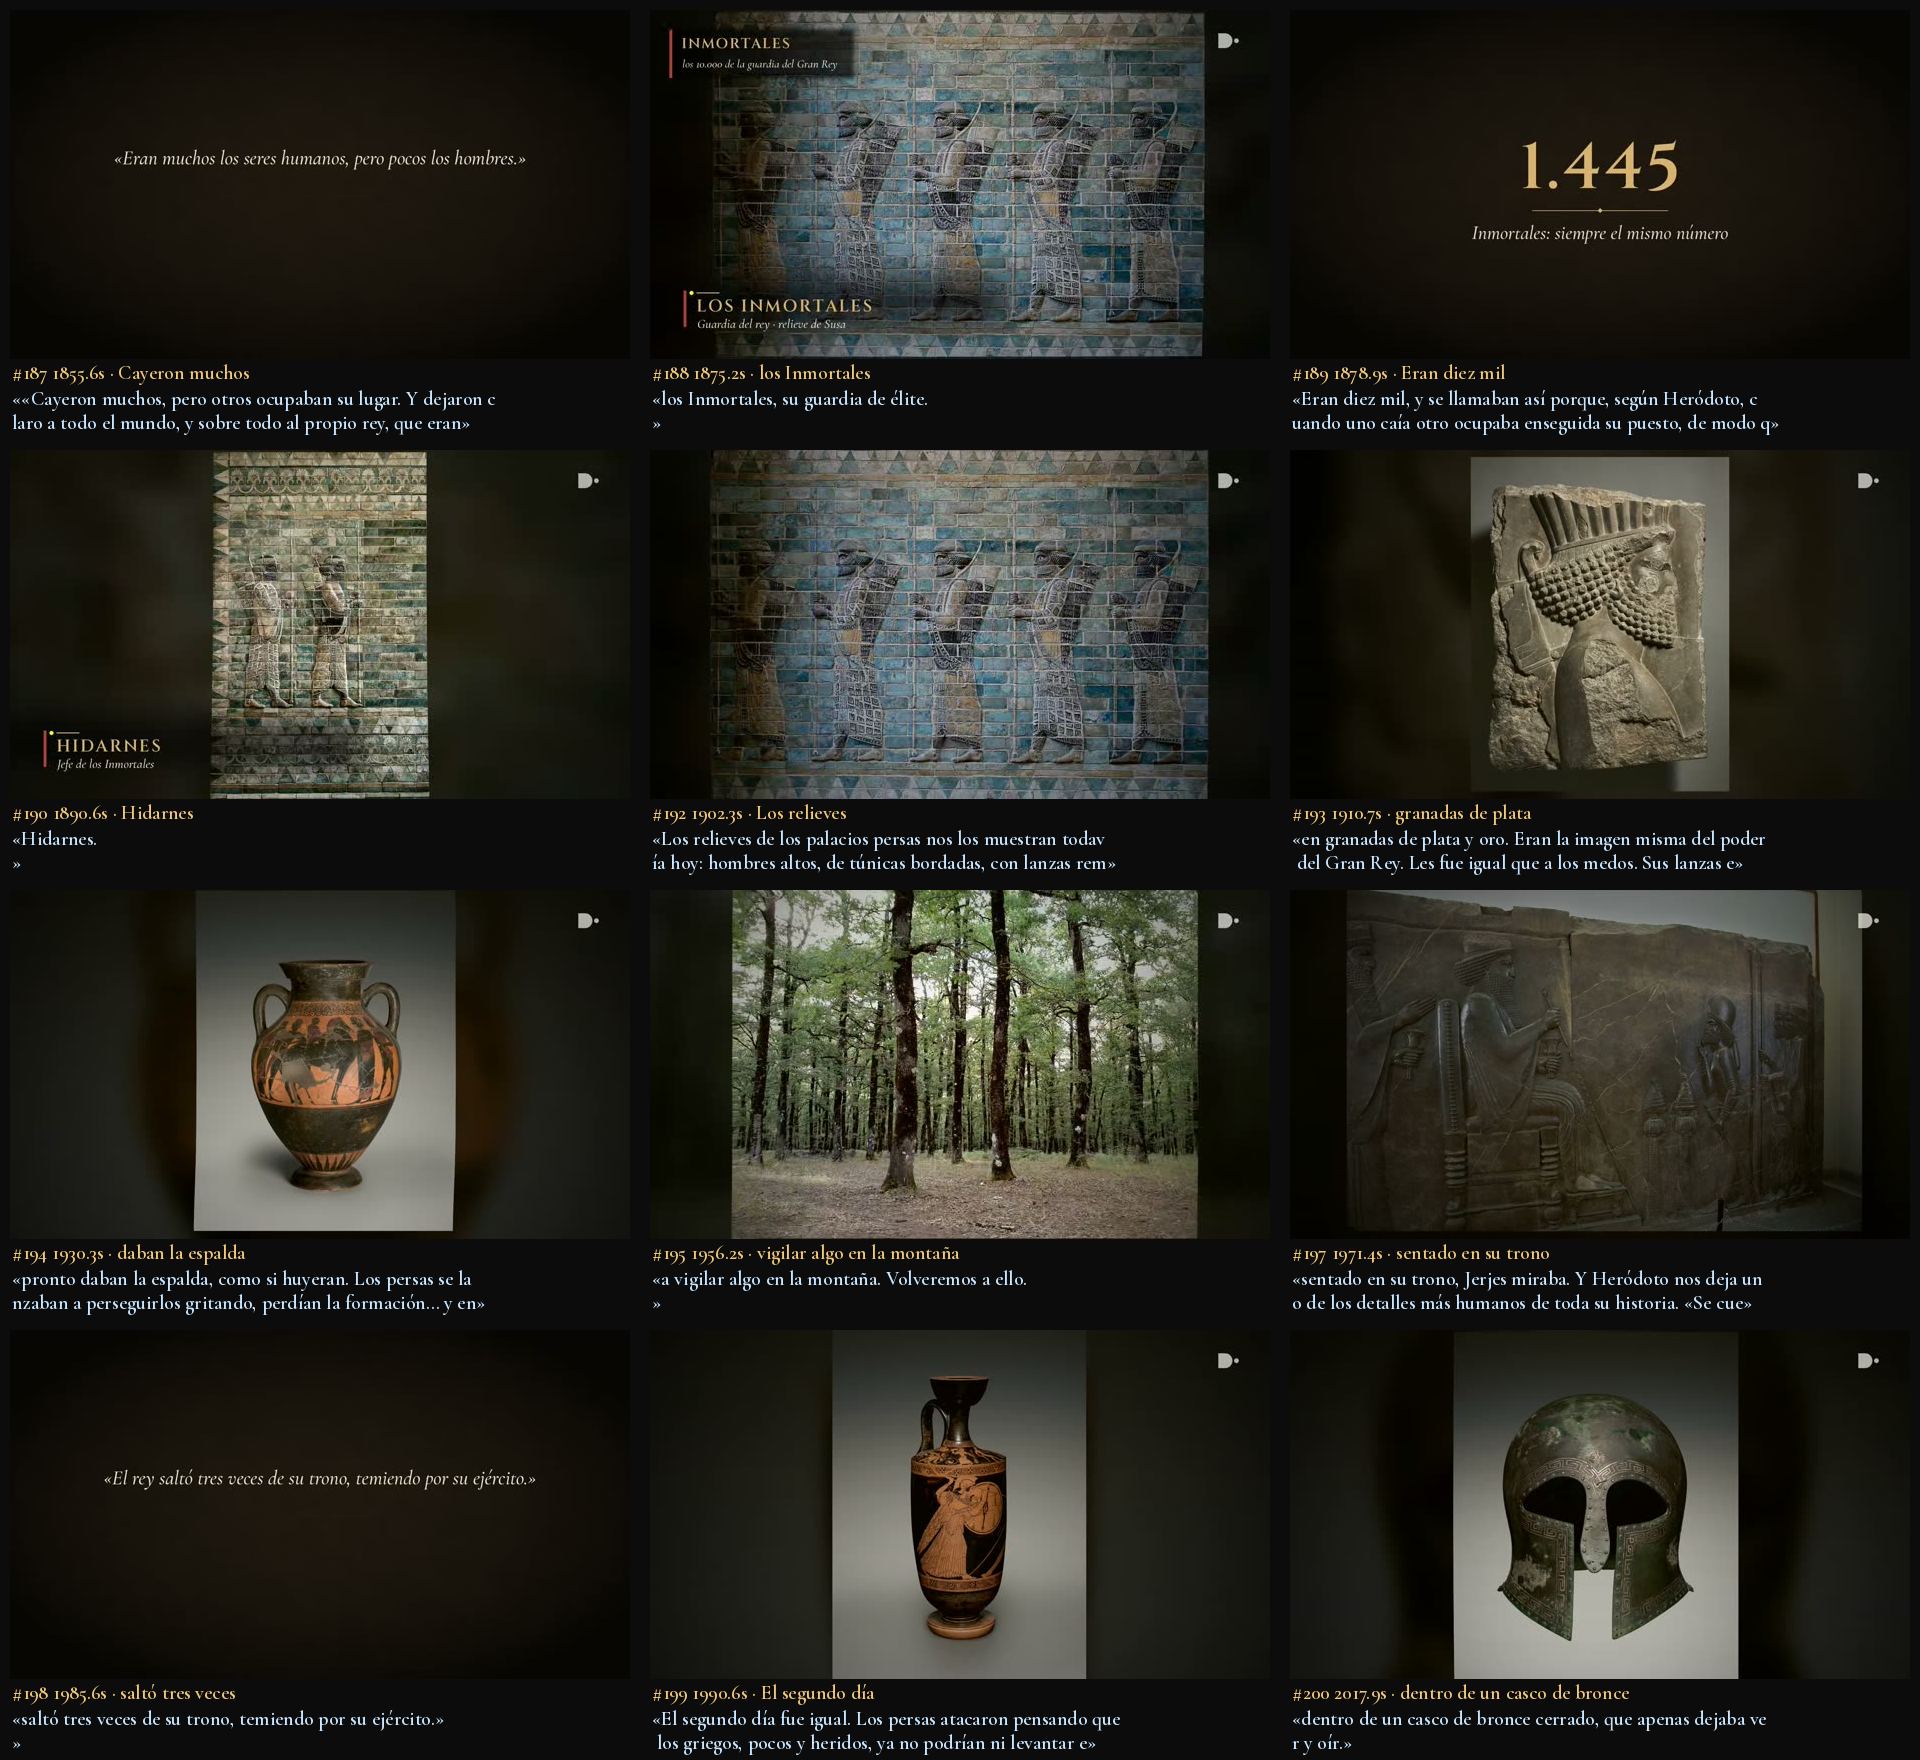 «Eran muchos los seres humanos, pero pocos los hombres.»
#187 1855.6s · Cayeron muchos
««Cayeron muchos, pero otros ocupaban su lugar. Y dejaron c
laro a todo el mundo, y sobre todo al propio rey, que eran»
INMORTALES
los 10.000 de la guardia del Gran Rey
LOS INMORTALES
Guardia del rey · relieve de Susa
#188 1875.2s · los Inmortales
«los Inmortales, su guardia de élite.
»
1.445
Inmortales: siempre el mismo número
#189 1878.9s · Eran diez mil
«Eran diez mil, y se llamaban así porque, según Heródoto, c
uando uno caía otro ocupaba enseguida su puesto, de modo q»
HIDARNES
Jefe de los Inmortales
#190 1890.6s · Hidarnes
«Hidarnes.
»
#192 1902.3s · Los relieves
«Los relieves de los palacios persas nos los muestran todav
ía hoy: hombres altos, de túnicas bordadas, con lanzas rem»
#193 1910.7s · granadas de plata
«en granadas de plata y oro. Eran la imagen misma del poder
del Gran Rey. Les fue igual que a los medos. Sus lanzas e»
#194 1930.3s · daban la espalda
«pronto daban la espalda, como si huyeran. Los persas se la
nzaban a perseguirlos gritando, perdían la formación... y en»
#195 1956.2s · vigilar algo en la montaña
«a vigilar algo en la montaña. Volveremos a ello.
»
#197 1971.4s · sentado en su trono
«sentado en su trono, Jerjes miraba. Y Heródoto nos deja un
o de los detalles más humanos de toda su historia. «Se cue»
«El rey saltó tres veces de su trono, temiendo por su ejército.»
#198 1985.6s · saltó tres veces
«saltó tres veces de su trono, temiendo por su ejército.»
»
#199 1990.6s · El segundo día
«El segundo día fue igual. Los persas atacaron pensando que
los griegos, pocos y heridos, ya no podrían ni levantar e»
#200 2017.9s · dentro de un casco de bronce
«dentro de un casco de bronce cerrado, que apenas dejaba ve
r y oír.»